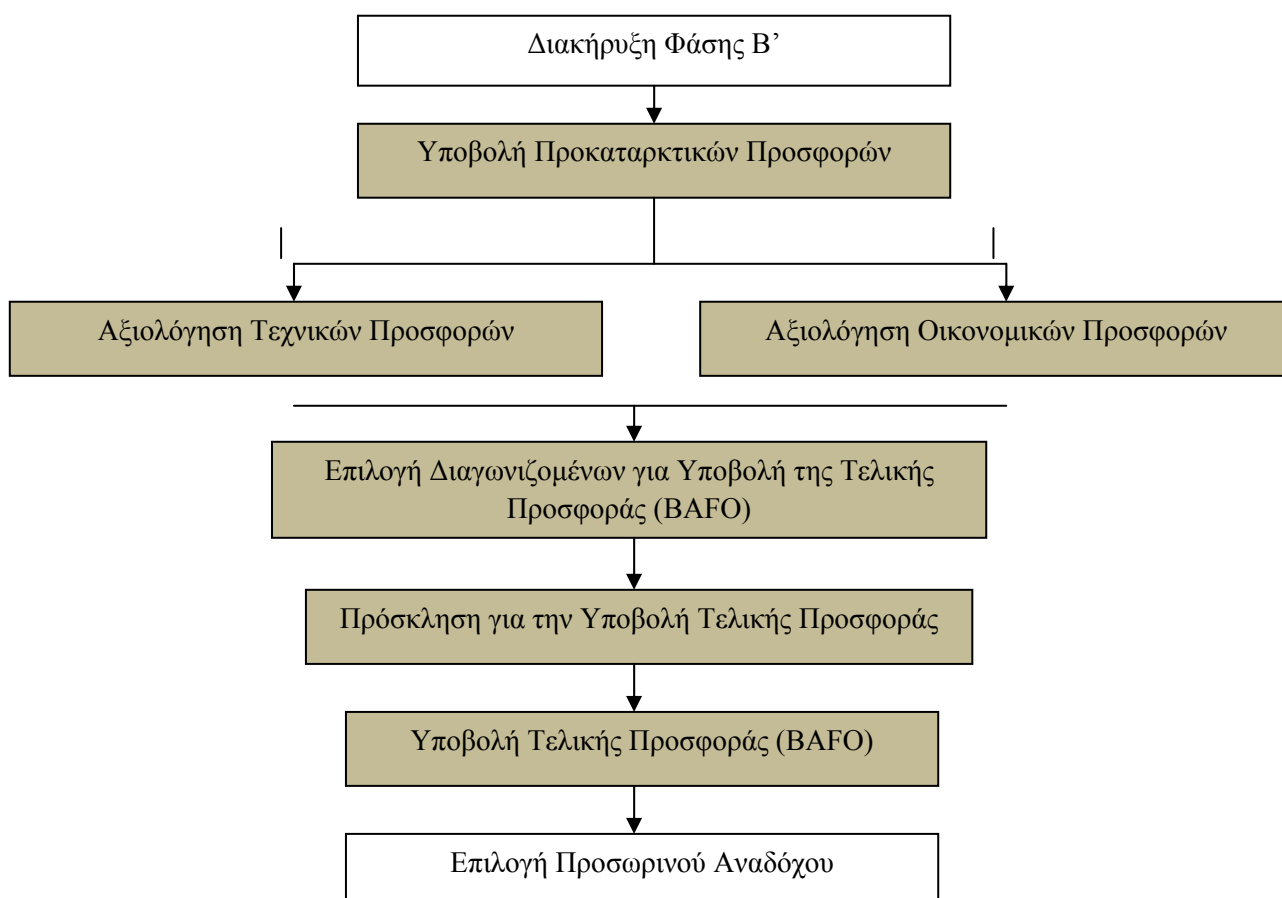 Διακήρυξη Φάσης Β’
Υποβολή Προκαταρκτικών Προσφορών
Αξιολόγηση Τεχνικών Προσφορών
Αξιολόγηση Οικονομικών Προσφορών
Επιλογή Διαγωνιζομένων για Υποβολή της Τελικής
Προσφοράς (BAFO)
Πρόσκληση για την Υποβολή Τελικής Προσφοράς
Υποβολή Τελικής Προσφοράς (BAFO)
Επιλογή Προσωρινού Αναδόχου